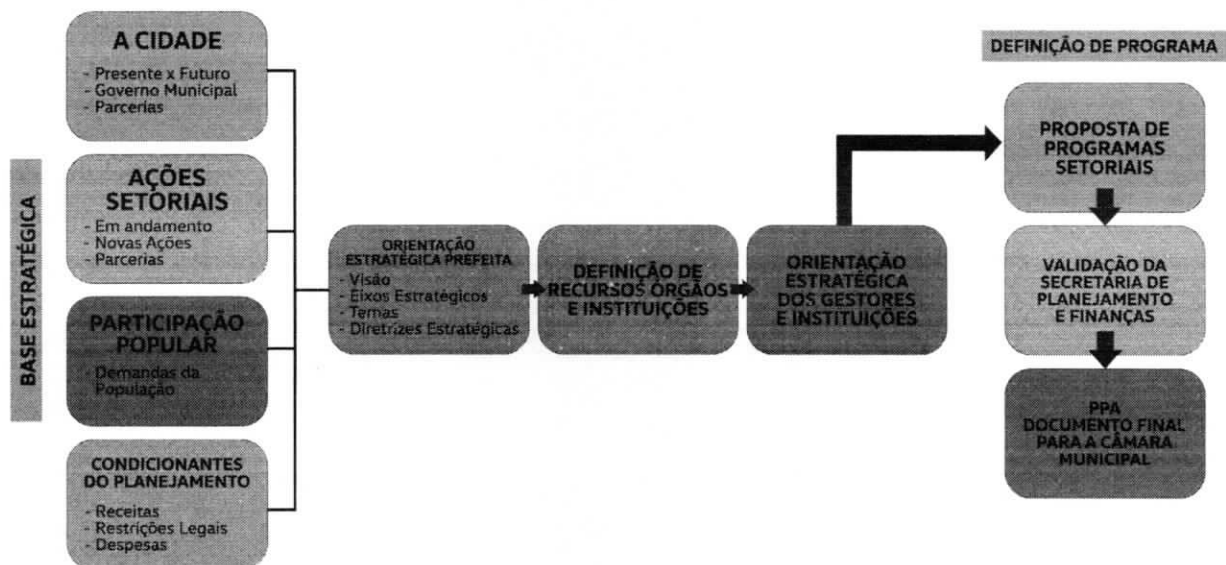 BASE ESTRATÉGICA
A CIDADE
- Presente x Futuro
- Governo Municipal
- Parcerias
AÇÕES
SETORIAIS
- Em andamento
- Novas Ações
- Parcerias
PARTICIPAÇÃO
POPULAR
- Demandas da
População
CONDICIONANTES
DO PLANEJAMENTO
- Receitas
- Restrições Legais
- Despesas
ORIENTAÇÃO
ESTRATÉGICA PREFEITA
- Visão
- Eixos Estratégicos
- Temas
- Diretrizes Estratégicas
DEFINIÇÃO DE
RECURSOS ÓRGÃOS
E INSTITUIÇÕES
ORIENTAÇÃO
ESTRATÉGICA
DOS GESTORES
E INSTITUIÇÕES
DEFINIÇÃO DE PROGRAMA
PROPOSTA DE
PROGRAMAS
SETORIAIS
VALIDAÇÃO DA
SECRETÁRIA DE
PLANEJAMENTO
E FINANÇAS
PPA
DOCUMENTO FINAL
PARA A CÂMARA
MUNICIPAL